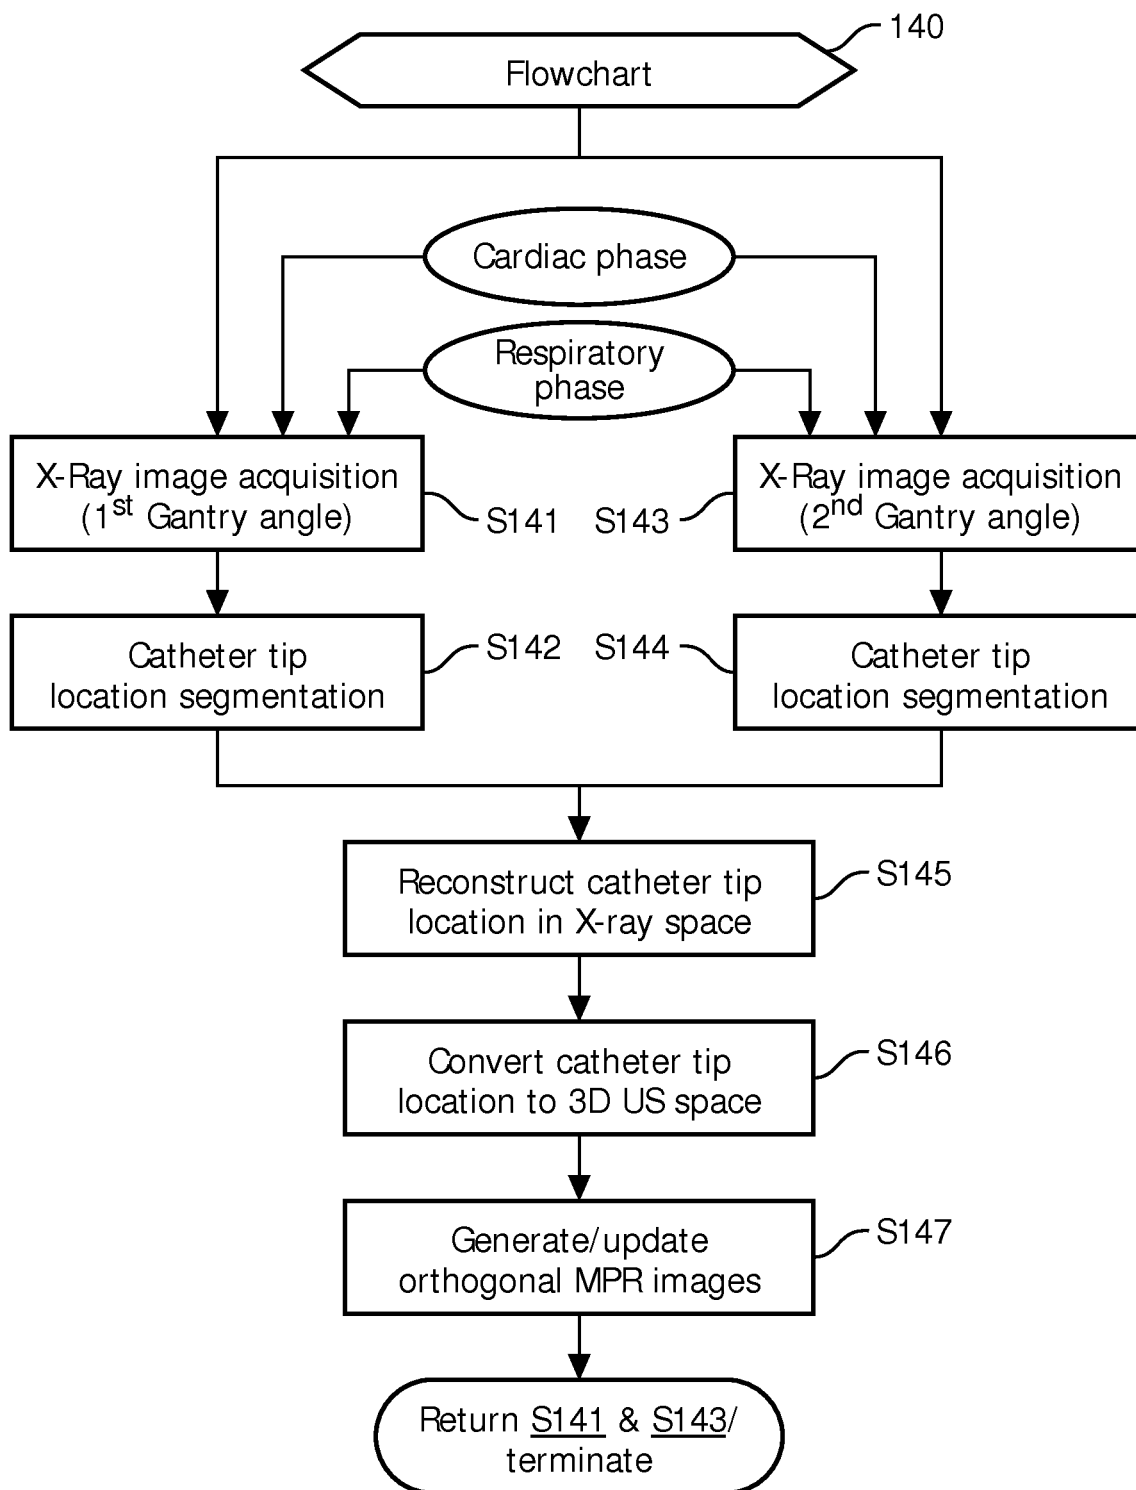 140
Flowchart
Cardiac phase
Respiratory
phase
X-Ray image acquisition
(1st Gantry angle)
S141
S143
X-Ray image acquisition
(2nd Gantry angle)
Catheter tip
location segmentation
S142
S144
Catheter tip
location segmentation
Reconstruct catheter tip
location in X-ray space
S145
Convert catheter tip
location to 3D US space
S146
Generate/update
orthogonal MPR images
S147
Return S141 & S143/
terminate